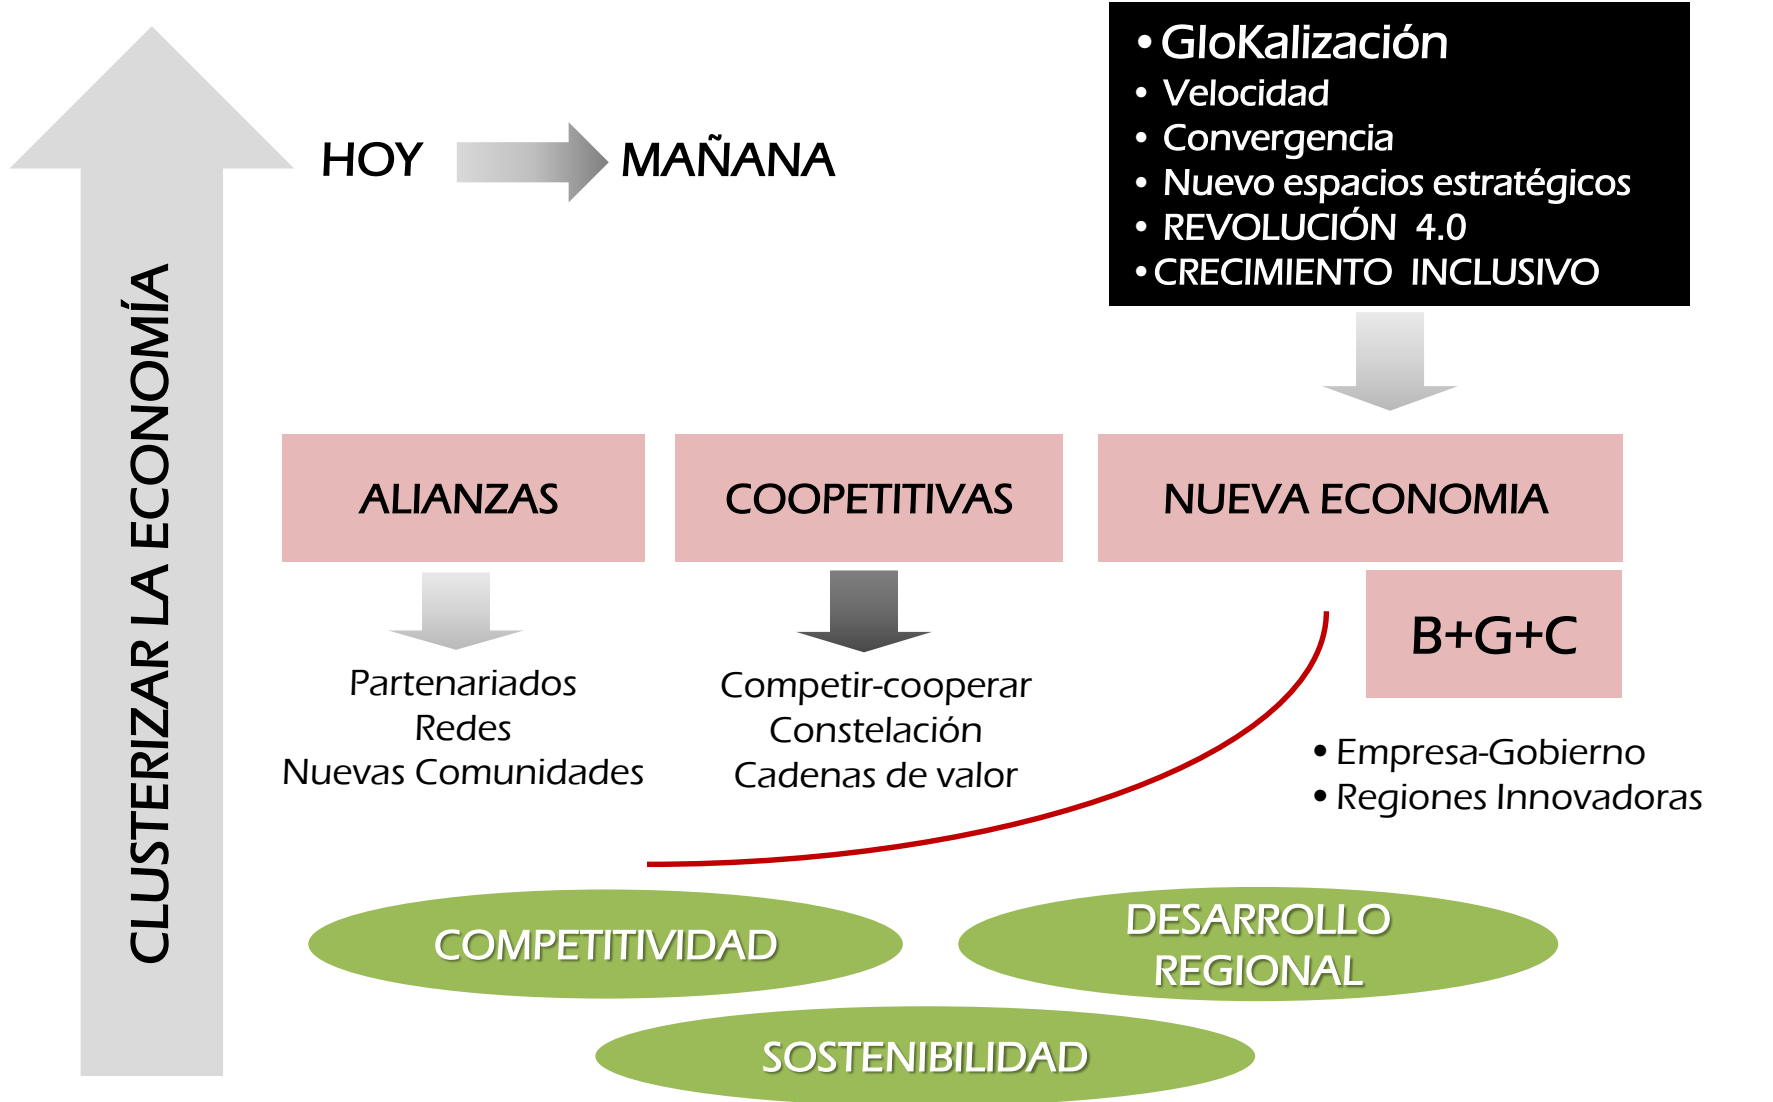 CLUSTERIZAR LA ECONOMÍA
HOY
MAÑANA
•GloKalización
• Velocidad
• Convergencia
• Nuevo espacios estratégicos
• REVOLUCIÓN 4.0
•CRECIMIENTO INCLUSIVO
ALIANZAS
COOPETITIVAS
NUEVA ECONOMIA
B+G+C
Partenariados
Redes
Nuevas Comunidades
Competir-cooperar
Constelación
Cadenas de valor
•Empresa-Gobierno
•Regiones Innovadoras
COMPETITIVIDAD
DESARROLLO
REGIONAL
SOSTENIBILIDAD